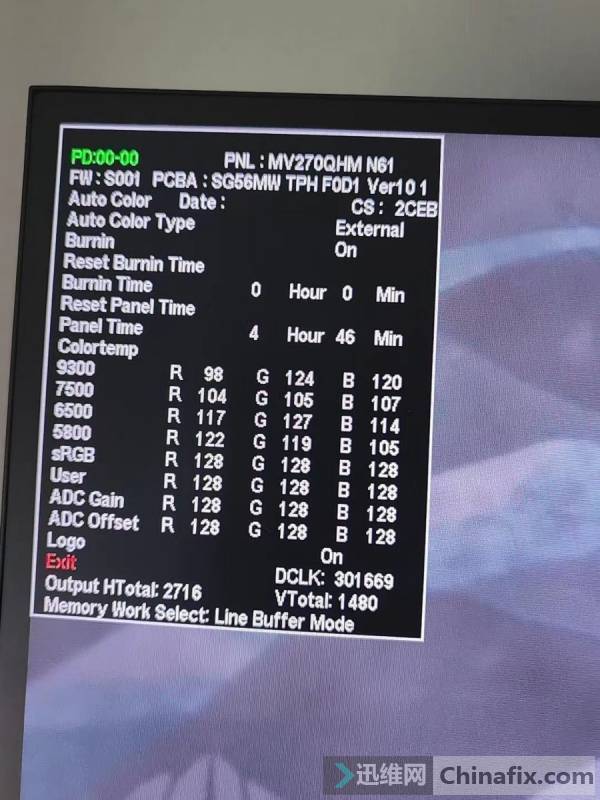 PD:00-00 PNL : MV270QHM N61
FW : S001 PCBA : SG56MW TPH F0D1 Ver10 1
Auto Color Date : CS : 2CEB
Auto Color Type External
Burnin On
Reset Burnin Time
Burnin Time 0 Hour 0 Min
Reset Panel Time
Panel Time 4 Hour 46 Min
Colortemp
9300 R 98 G 124 B 120
7500 R 104 G 105 B 107
6500 R 117 G 127 B 114
5800 R 122 G 119 B 105
sRGB R 128 G 128 B 128
User R 128 G 128 B 128
ADC Gain R 128 G 128 B 128
ADC Offset R 128 G 128 B 128
Logo On
Exit
Output HTotal: 2716 DCLK: 301669
VTotal: 1480
Memory Work Select: Line Buffer Mode
迅维网 Chinafix.com